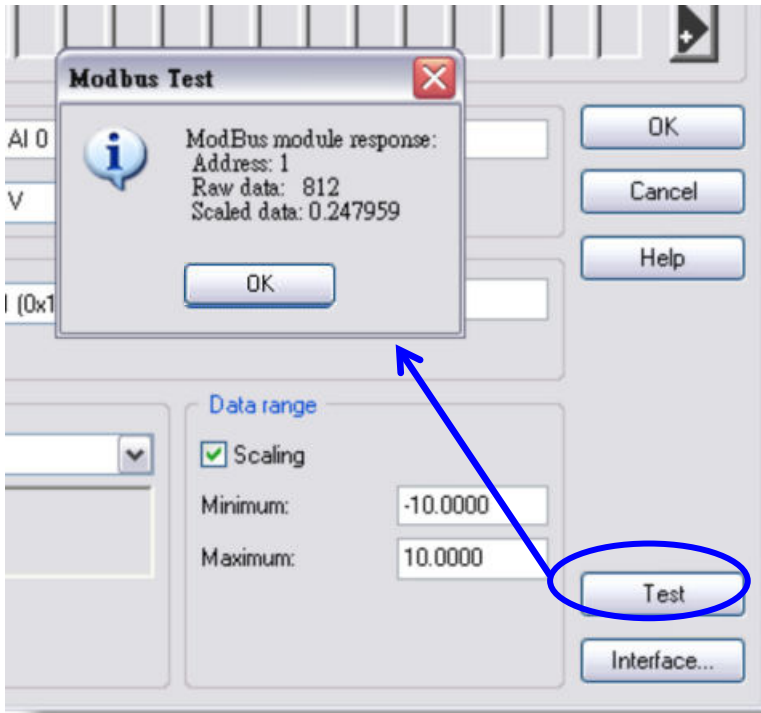 Modbus Test
ModBus module response:
Address: 1
Raw data: 812
Scaled data: 0.247959
OK
AI 0
V
(0x1
OK
Cancel
Help
Data range
Scaling
Minimum: -10.0000
Maximum: 10.0000
Test
Interface...